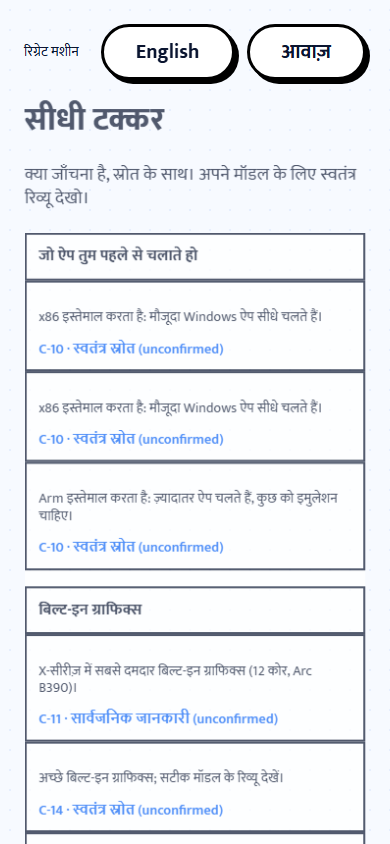 रिग्रेट मशीन
English
आवाज़
सीधी टक्कर
क्या जाँचना है, स्रोत के साथ। अपने मॉडल के लिए स्वतंत्र
रिव्यू देखो।
जो ऐप तुम पहले से चलाते हो
x86 इस्तेमाल करता है: मौजूदा Windows ऐप सीधे चलते हैं।
C-10 · स्वतंत्र स्रोत (unconfirmed)
x86 इस्तेमाल करता है: मौजूदा Windows ऐप सीधे चलते हैं।
C-10 · स्वतंत्र स्रोत (unconfirmed)
Arm इस्तेमाल करता है: ज़्यादातर ऐप चलते हैं, कुछ को इमुलेशन
चाहिए।
C-10 · स्वतंत्र स्रोत (unconfirmed)
बिल्ट-इन ग्राफिक्स
X-सीरीज़ में सबसे दमदार बिल्ट-इन ग्राफिक्स (12 कोर, Arc
B390)।
C-11 · सार्वजनिक जानकारी (unconfirmed)
अच्छे बिल्ट-इन ग्राफिक्स; सटीक मॉडल के रिव्यू देखें।
C-14 · स्वतंत्र स्रोत (unconfirmed)